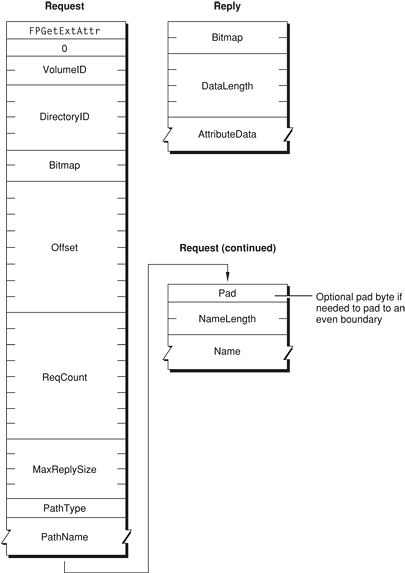 Request
FPGetExtAttr
0
VolumeID
DirectoryID
Bitmap
Offset
ReqCount
MaxReplySize
PathType
PathName
Reply
Bitmap
DataLength
AttributeData
Request (continued)
Pad
NameLength
Name
Optional pad byte if
needed to pad to an
even boundary